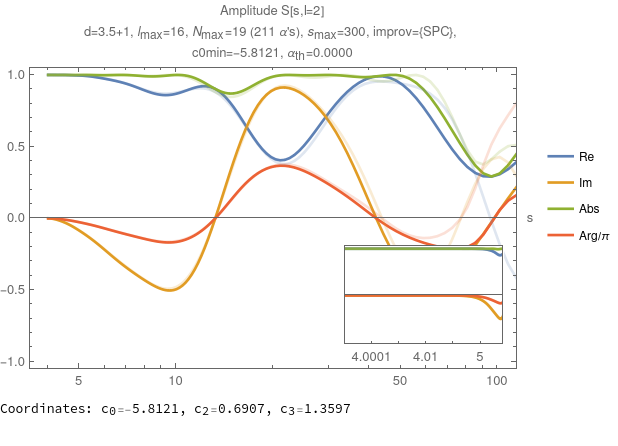 Amplitude S[s,l=2]
d=3.5+1, lmax=16, Nmax=19 (211 α's), smax=300, improv={SPC},
c0min=-5.8121, αth=0.0000
1.0
0.5
0.0
-0.5
-1.0
5
10
50
100
s
4.0001
4.01
5
Re
Im
Abs
Arg/π
Coordinates: c0=-5.8121, c2=0.6907, c3=1.3597